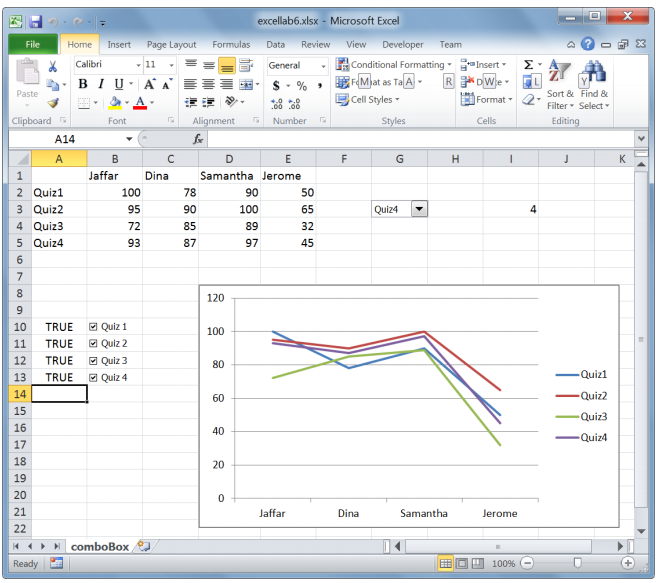 excellab6.xlsx - Microsoft Excel
File Home Insert Page Layout Formulas Data Review View Developer Team
Paste
Clipboard
Calibri 11
B I U
A A
A
Font
Alignment
General
$ % ,
.0 .00
.00 .0
Number
Conditional Formatting
Format as Ta A R
M
Cell Styles
Styles
Insert
D W e
Format
Cells
Σ
L
A Z
Sort & Filter
Find & Select
Editing
A14 fx
A B C D E F G H I J K
1 Jaffar Dina Samantha Jerome
2 Quiz1 100 78 90 50
3 Quiz2 95 90 100 65 Quiz4 4
4 Quiz3 72 85 89 32
5 Quiz4 93 87 97 45
6
7
8
9
10 TRUE Quiz 1
11 TRUE Quiz 2
12 TRUE Quiz 3
13 TRUE Quiz 4
14
15
16
17
18
19
20
21
22
120
100
80
60
40
20
0
Jaffar Dina Samantha Jerome
Quiz1
Quiz2
Quiz3
Quiz4
comboBox
Ready 100%